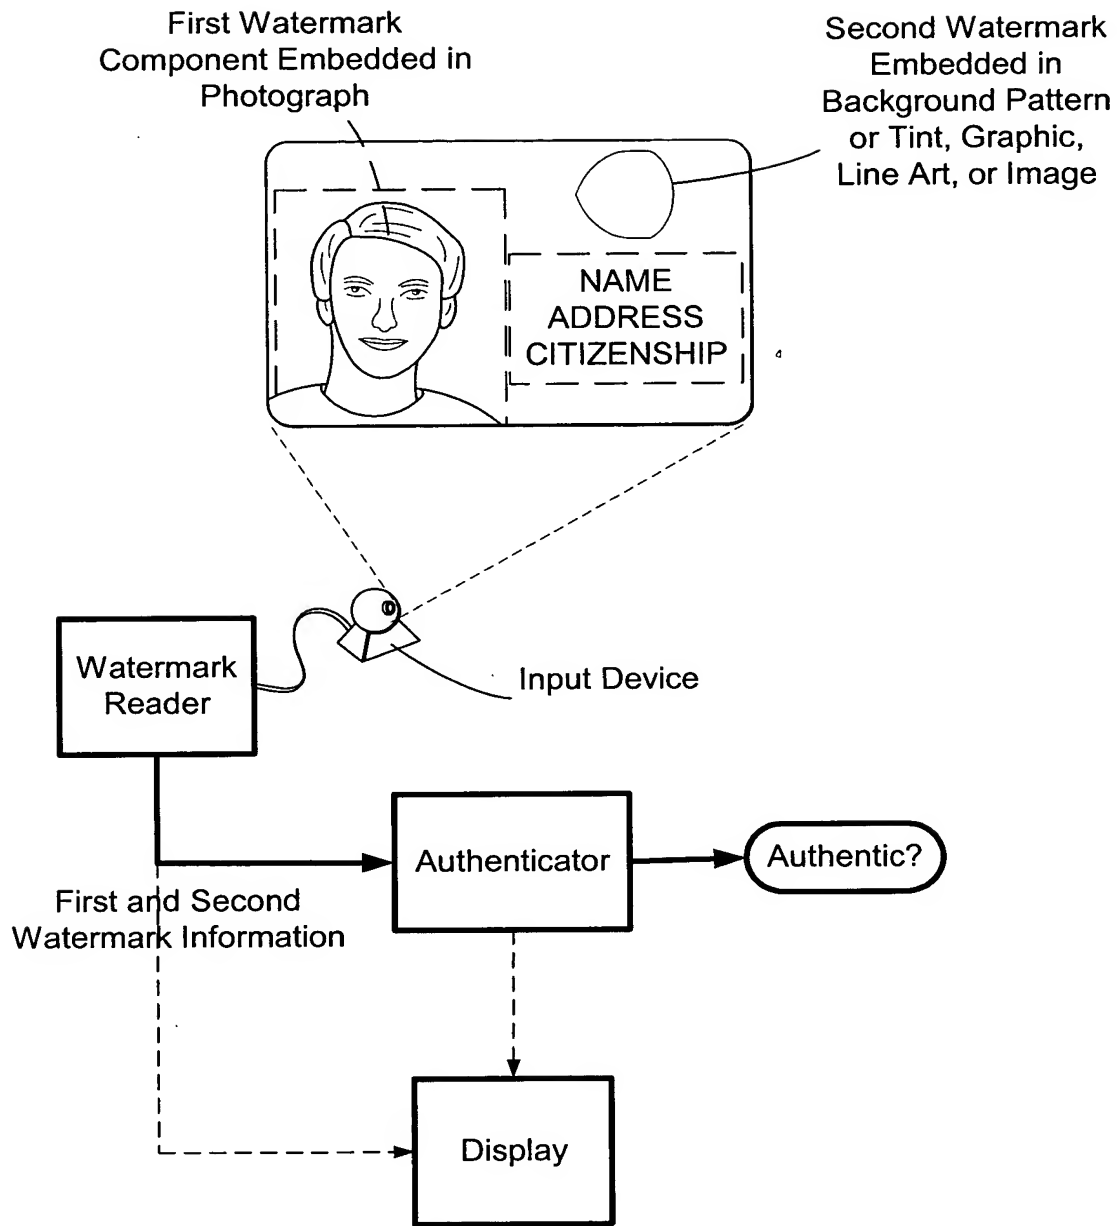 First Watermark
Component Embedded in
Photograph
Second Watermark
Embedded in
Background Pattern
or Tint, Graphic,
Line Art, or Image
NAME
ADDRESS
CITIZENSHIP
Watermark
Reader
Input Device
Authenticator
Authentic?
First and Second
Watermark Information
Display